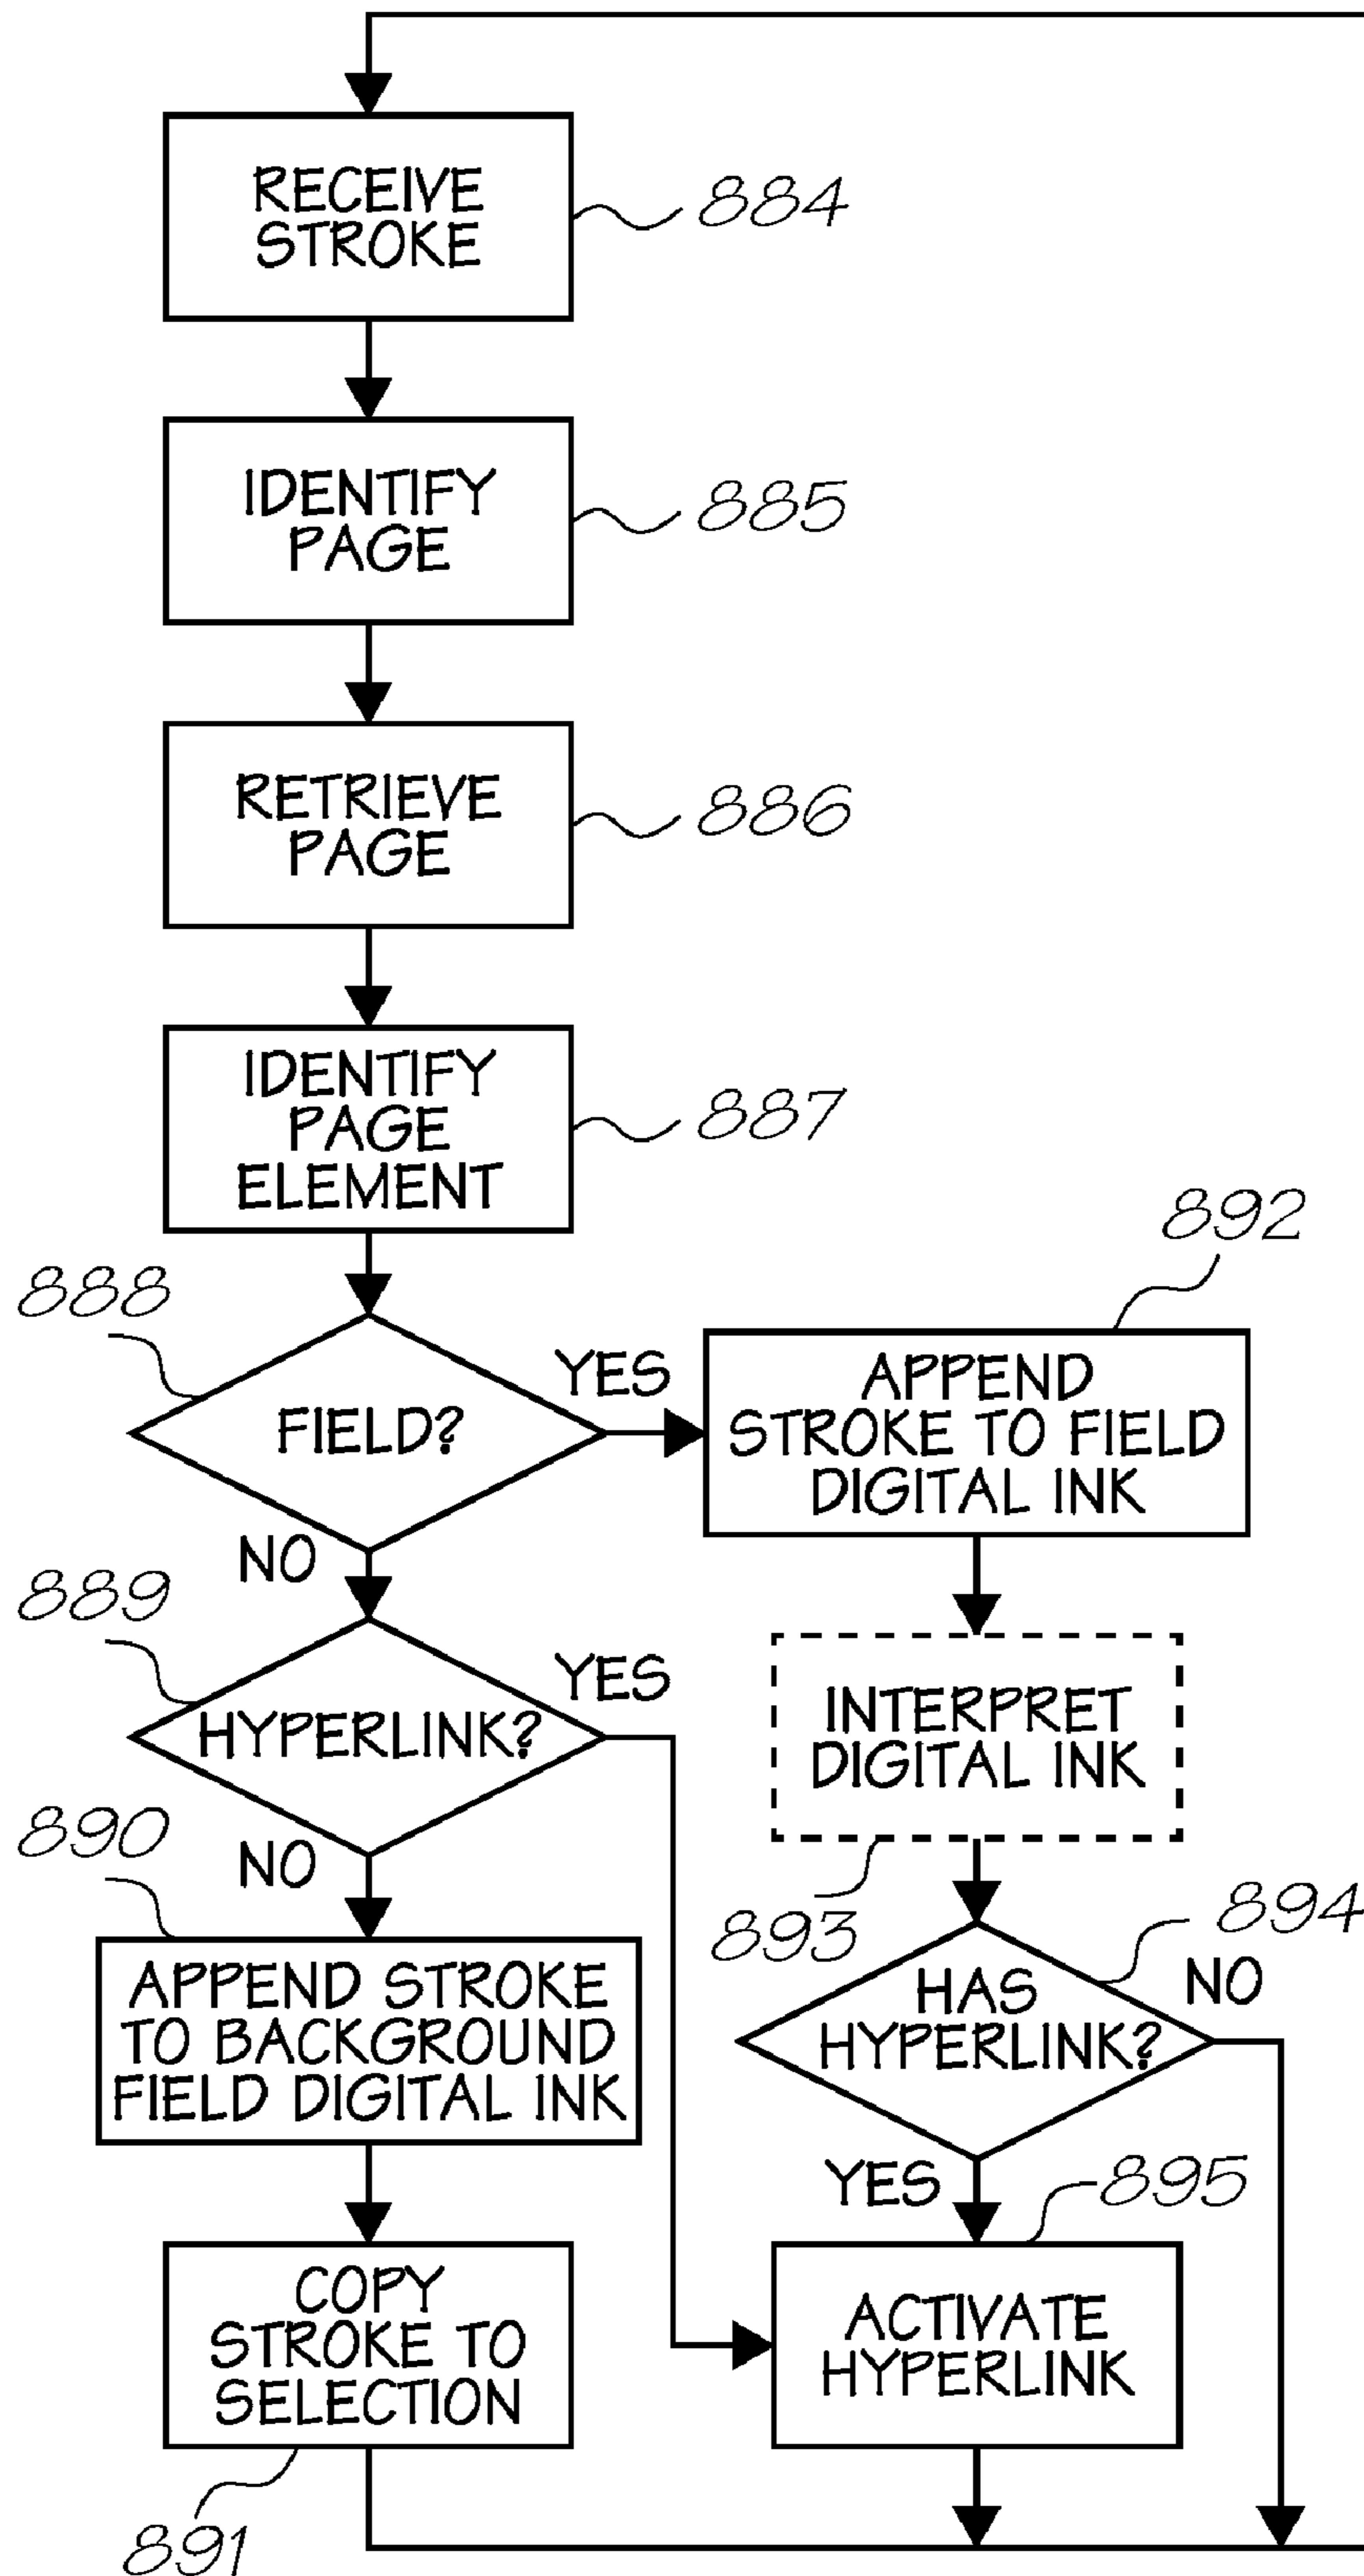 RECEIVE
STROKE
884
IDENTIFY
PAGE
885
RETRIEVE
PAGE
886
IDENTIFY
PAGE
ELEMENT
887
888
FIELD?
YES
NO
892
APPEND
STROKE TO FIELD
DIGITAL INK
889
HYPERLINK?
YES
NO
INTERPRET
DIGITAL INK
893
890
APPEND STROKE
TO BACKGROUND
FIELD DIGITAL INK
894
HAS
HYPERLINK?
NO
YES
895
COPY
STROKE TO
SELECTION
891
ACTIVATE
HYPERLINK